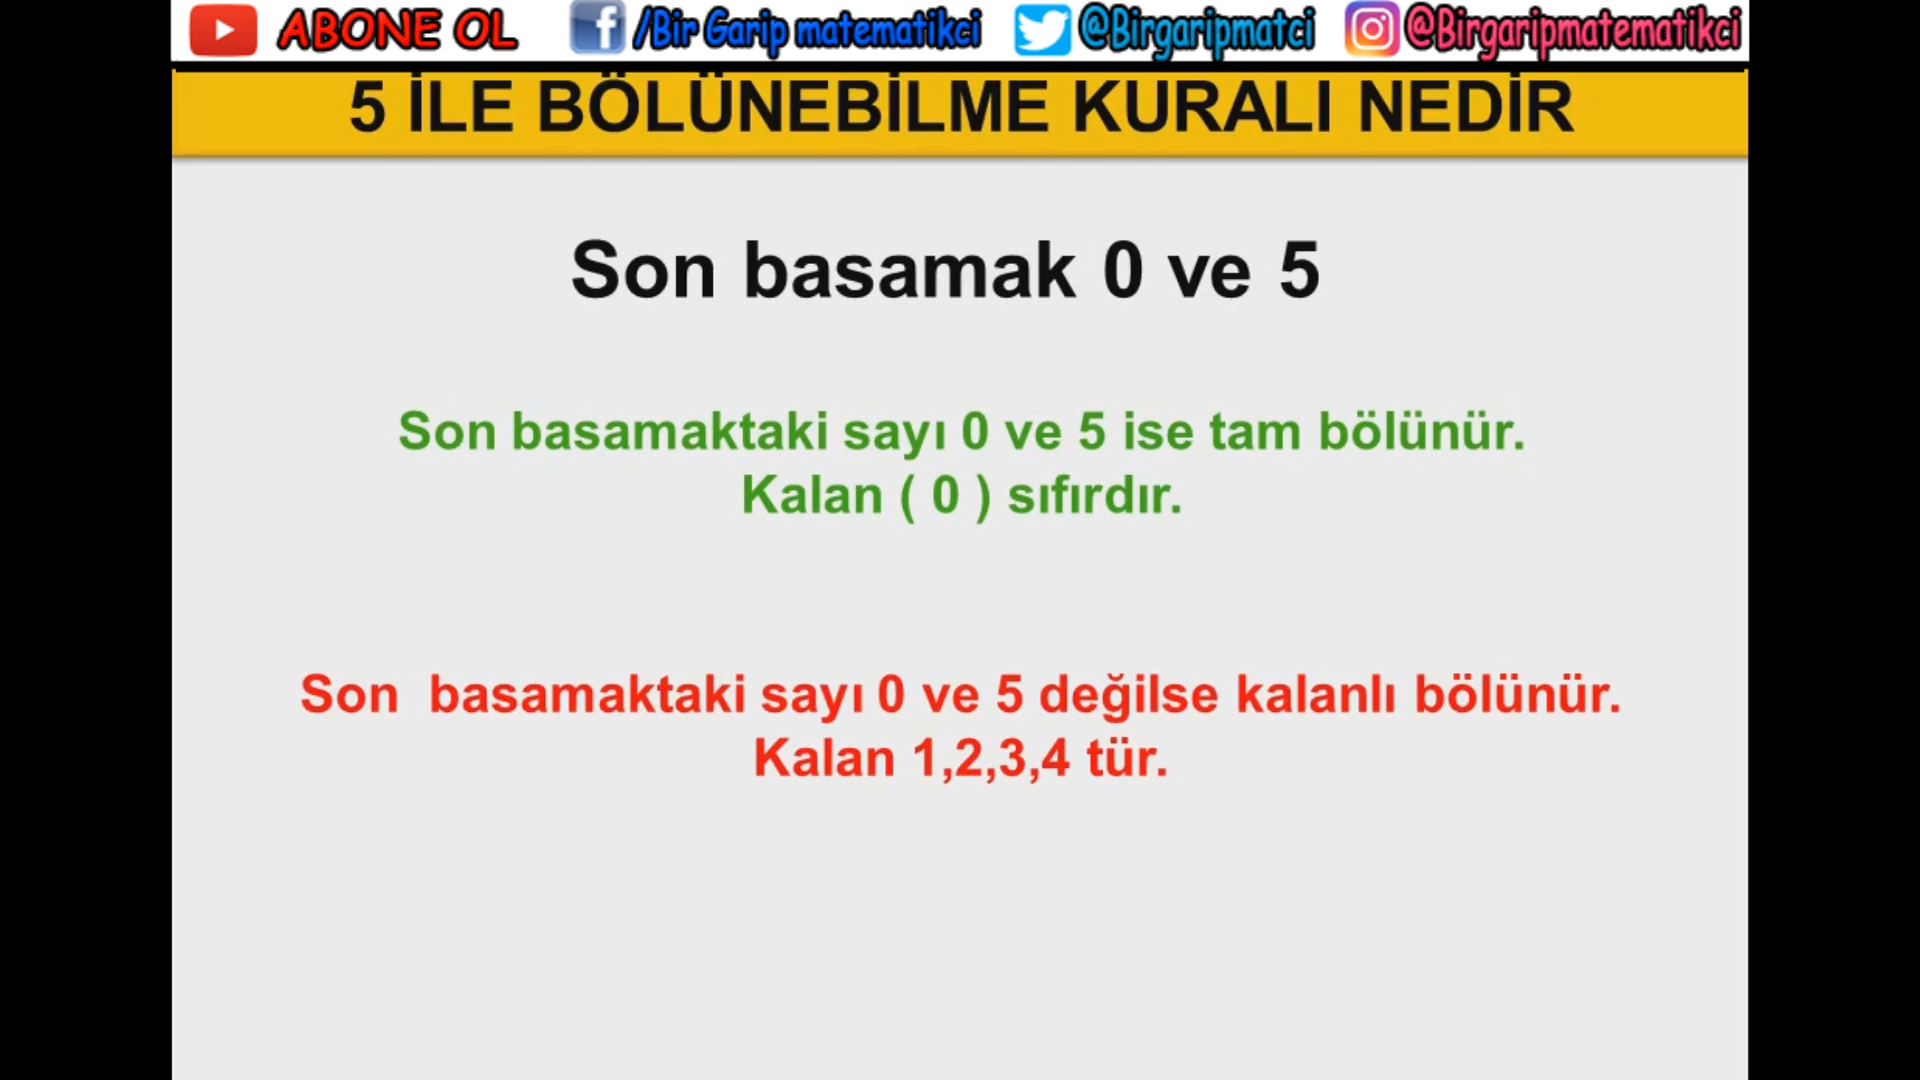 ABONE OL /Bir Garip matematikci @Birgaripmatci @Birgaripmatematikci
5 İLE BÖLÜNEBİLME KURALI NEDİR
Son basamak 0 ve 5
Son basamaktaki sayı 0 ve 5 ise tam bölünür.
Kalan ( 0 ) sıfırdır.
Son basamaktaki sayı 0 ve 5 değilse kalanlı bölünür.
Kalan 1,2,3,4 tür.